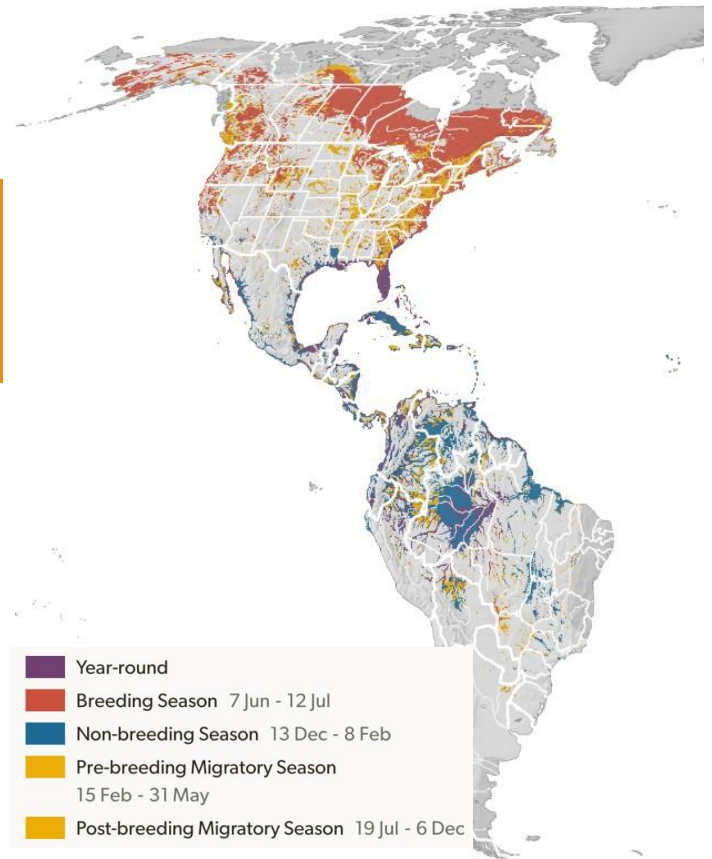 Year-round
Breeding Season 7 Jun - 12 Jul
Non-breeding Season 13 Dec - 8 Feb
Pre-breeding Migratory Season
15 Feb - 31 May
Post-breeding Migratory Season 19 Jul - 6 Dec